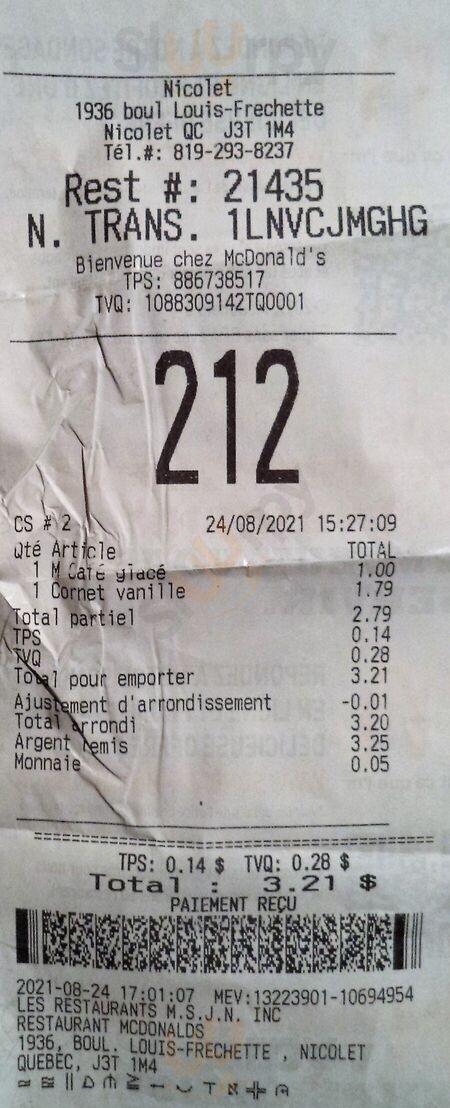 Nicolet
1936 boul Louis-Frechette
Nicolet QC J3T 1M4
Tél.#: 819-293-8237
Rest #: 21435
N. TRANS. 1LNVCJMGHG
Bienvenue chez McDonald's
TPS: 886738517
TVQ: 1088309142TQ0001
212
CS # 2 24/08/2021 15:27:09
Qté Article TOTAL
1 M Café glacé 1.00
1 Cornet vanille 1.79
Total partiel 2.79
TPS 0.14
TVQ 0.28
Total pour emporter 3.21
Ajustement d'arrondissement -0.01
Total arrondi 3.20
Argent remis 3.25
Monnaie 0.05
TPS: 0.14 $ TVQ: 0.28 $
Total : 3.21 $
PAIEMENT REÇU
2021-08-24 17:01:07 MEV:13223901-10694954
LES RESTAURANTS M.S.J.N. INC
RESTAURANT MCDONALDS
1936, BOUL. LOUIS-FRECHETTE , NICOLET
QUEBEC, J3T 1M4